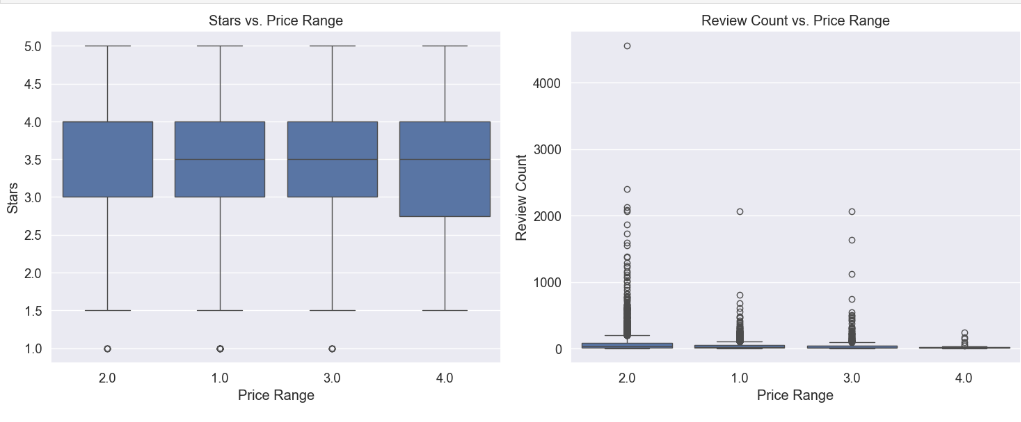 Stars vs. Price Range
5.0
4.5
4.0
3.5
3.0
2.5
2.0
1.5
1.0
Stars
2.0 1.0 3.0 4.0
Price Range
Review Count vs. Price Range
4000
3000
2000
1000
0
Review Count
2.0 1.0 3.0 4.0
Price Range